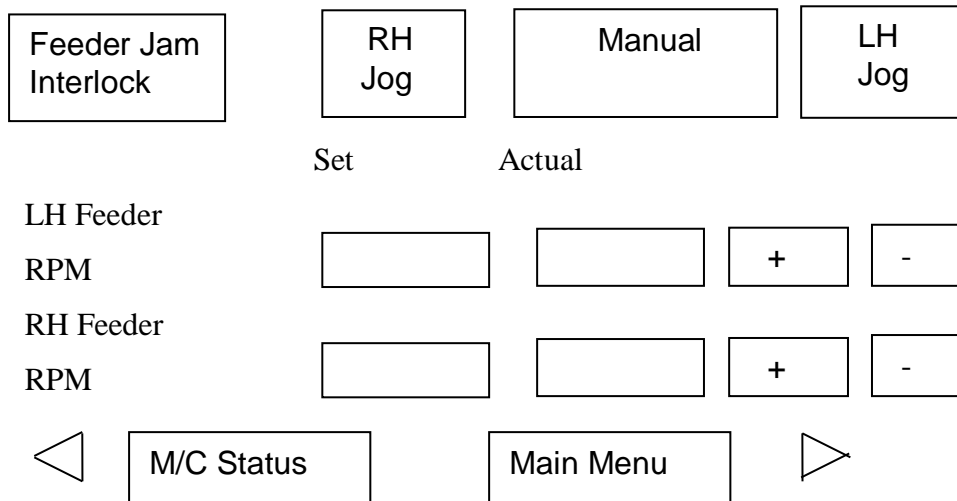 Feeder Jam
Interlock
RH
Jog
Manual
LH
Jog
Set Actual
LH Feeder
RPM + -
RH Feeder
RPM + -
M/C Status Main Menu